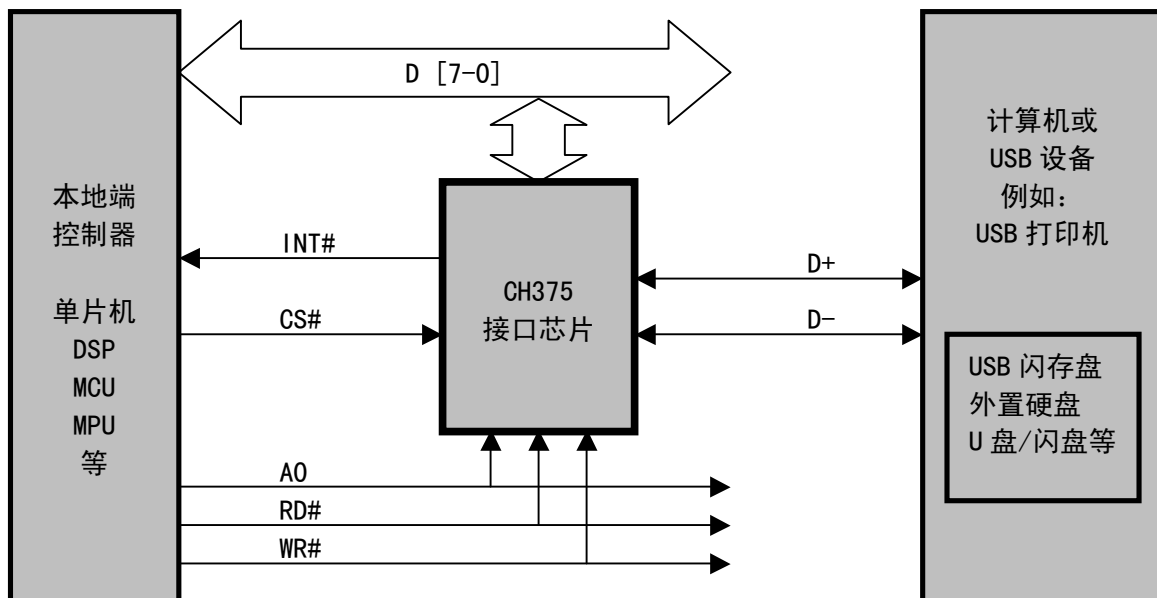 D [7-0]
本地端
控制器
单片机
DSP
MCU
MPU
等
INT#
CS#
A0
RD#
WR#
CH375
接口芯片
D+
D-
计算机或
USB 设备
例如:
USB 打印机
USB 闪存盘
外置硬盘
U 盘/闪盘等